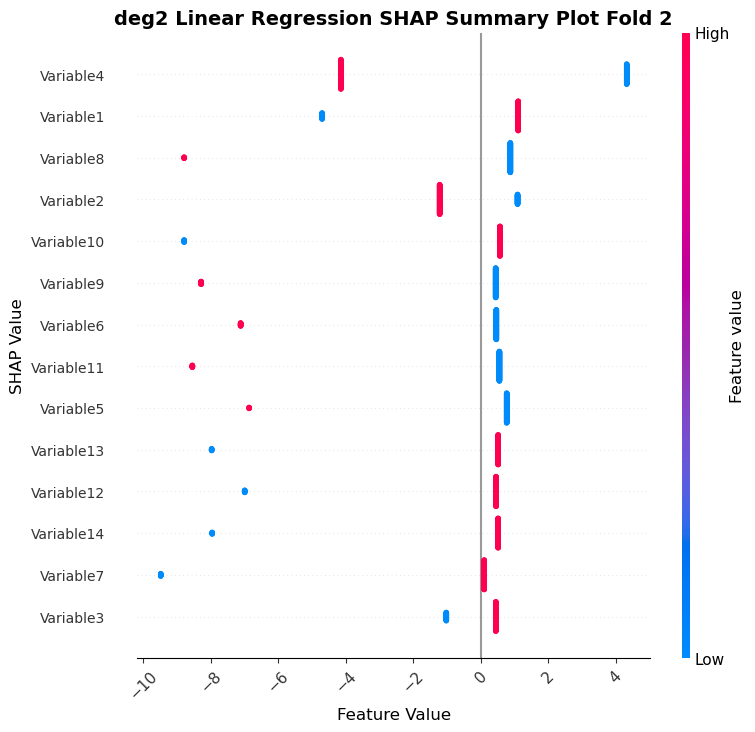 deg2 Linear Regression SHAP Summary Plot Fold 2
High
Variable4
Variable1
Variable8
Variable2
Variable10
Variable9
Variable6
Variable11
Variable5
Variable13
Variable12
Variable14
Variable7
Variable3
SHAP Value
Feature value
Low
−10 −8 −6 −4 −2 0 2 4
Feature Value